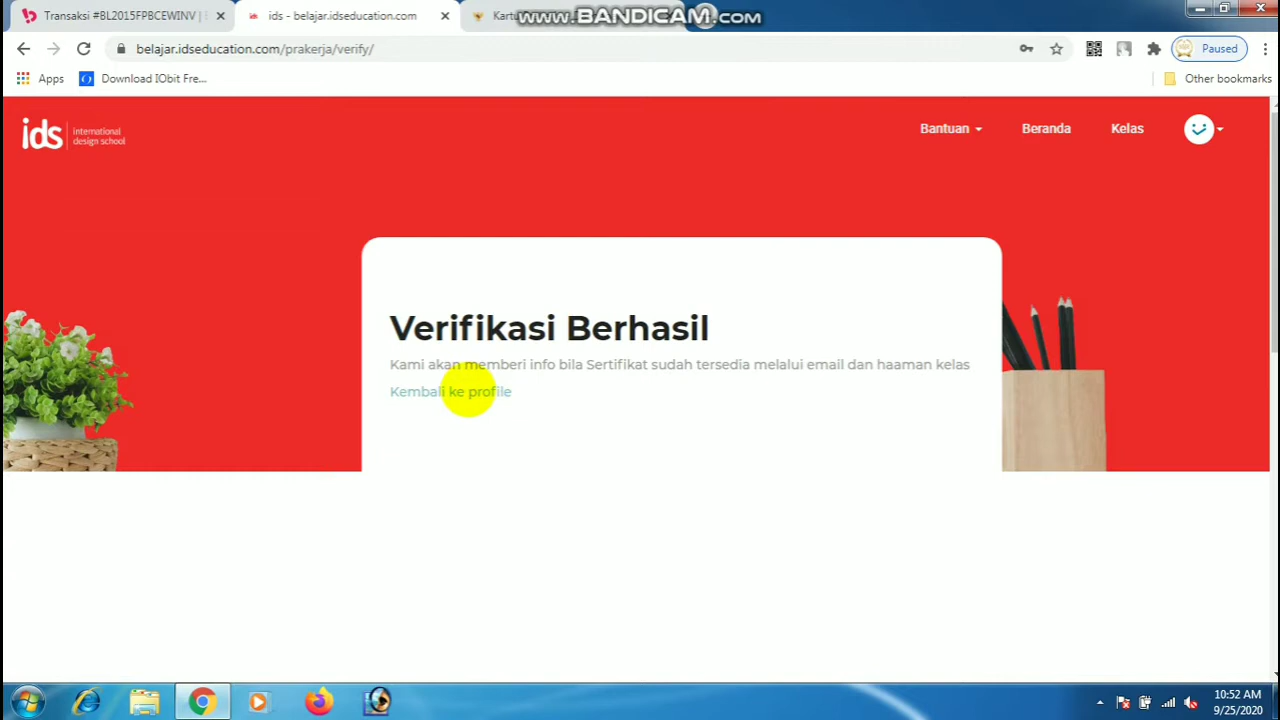 Transaksi #BL2015FPBCEWINV |
ids - belajar.idseducation.com
Kartu
www.BANDICAM.com
belajar.idseducation.com/prakerja/verify/
Paused
Apps
Download IObit Fre...
Other bookmarks
ids international design school
Bantuan
Beranda
Kelas
Verifikasi Berhasil
Kami akan memberi info bila Sertifikat sudah tersedia melalui email dan haaman kelas
Kembali ke profile
10:52 AM
9/25/2020